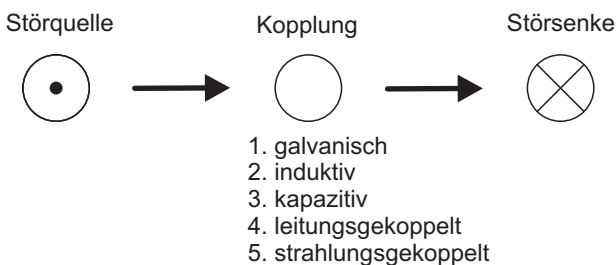 Störquelle
Kopplung
Störsenke
1. galvanisch
2. induktiv
3. kapazitiv
4. leitungsgekoppelt
5. strahlungsgekoppelt